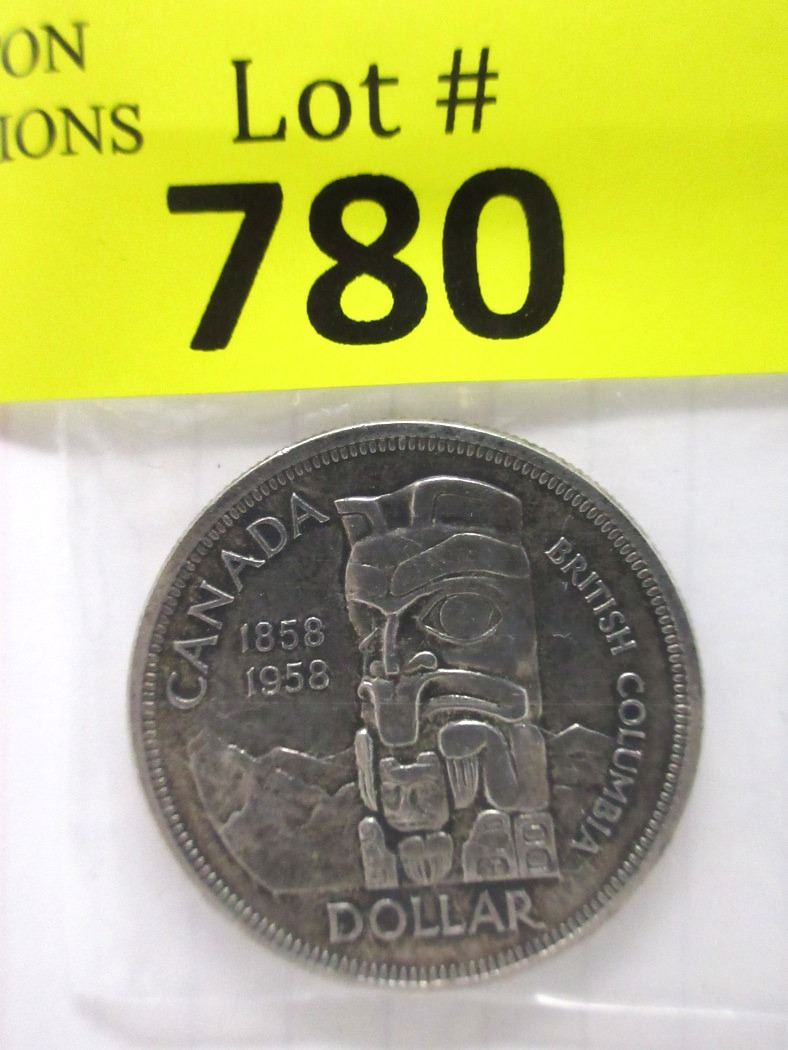 ON
IONS
Lot #
780
CANADA
1858
1958
BRITISH COLUMBIA
DOLLAR